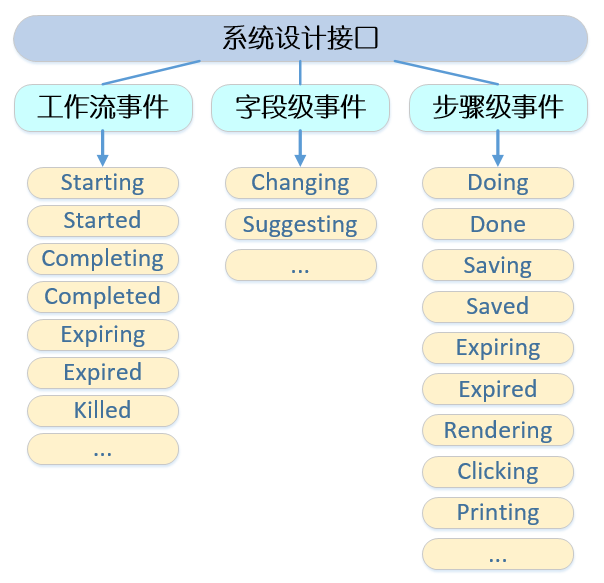 系统设计接口
工作流事件
Starting
Started
Completing
Completed
Expiring
Expired
Killed
...
字段级事件
Changing
Suggesting
...
步骤级事件
Doing
Done
Saving
Saved
Expiring
Expired
Rendering
Clicking
Printing
...